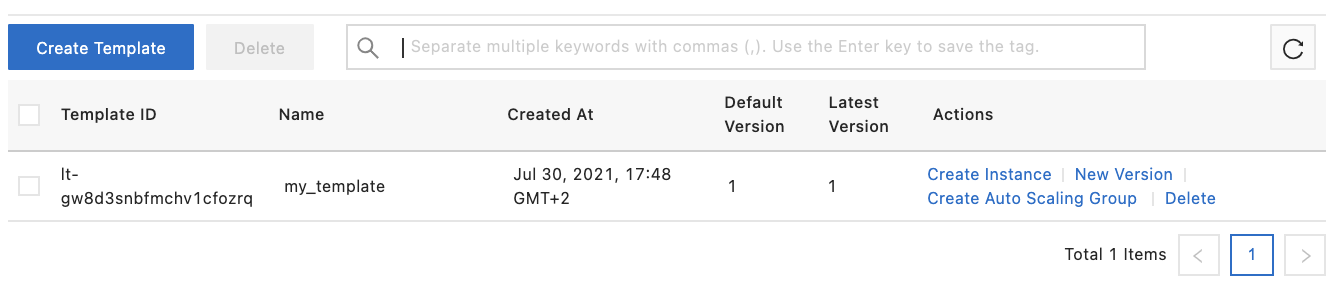 Create Template Delete Separate multiple keywords with commas (,). Use the Enter key to save the tag.
Template ID Name Created At Default Version Latest Version Actions
lt-gw8d3snbfmchv1cfozrq my_template Jul 30, 2021, 17:48 GMT+2 1 1 Create Instance | New Version | Create Auto Scaling Group | Delete
Total 1 Items < 1 >